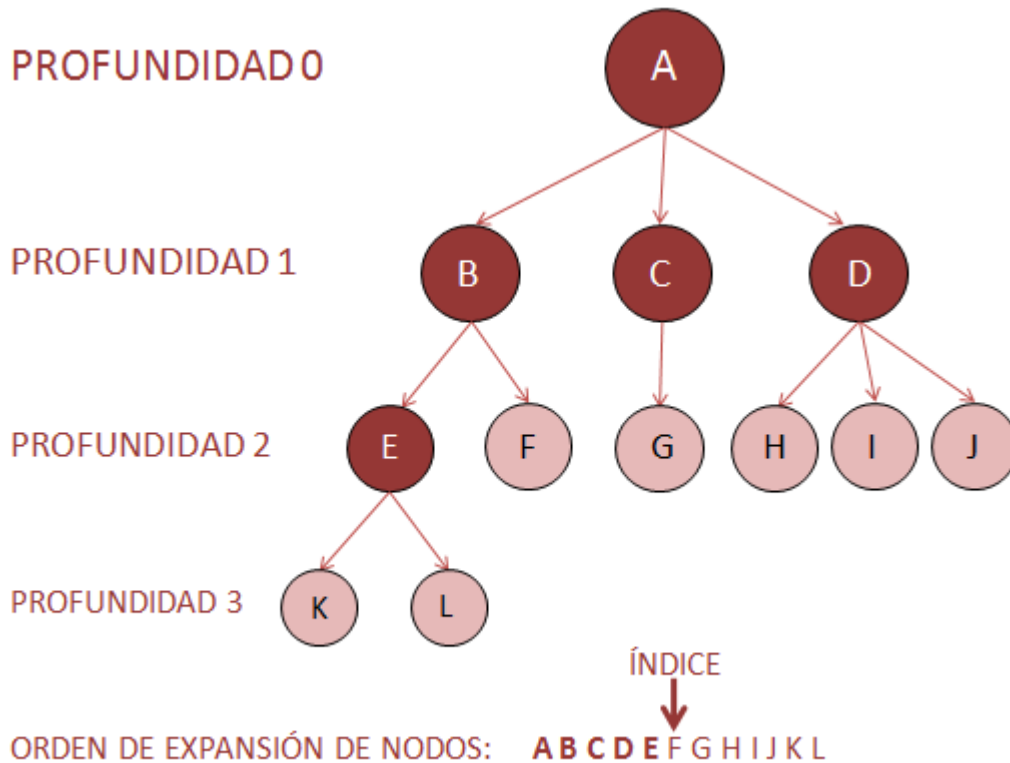 PROFUNDIDAD 0
A
PROFUNDIDAD 1
B C D
PROFUNDIDAD 2
E F G H I J
PROFUNDIDAD 3
K L
ÍNDICE
ORDEN DE EXPANSIÓN DE NODOS: A B C D E F G H I J K L